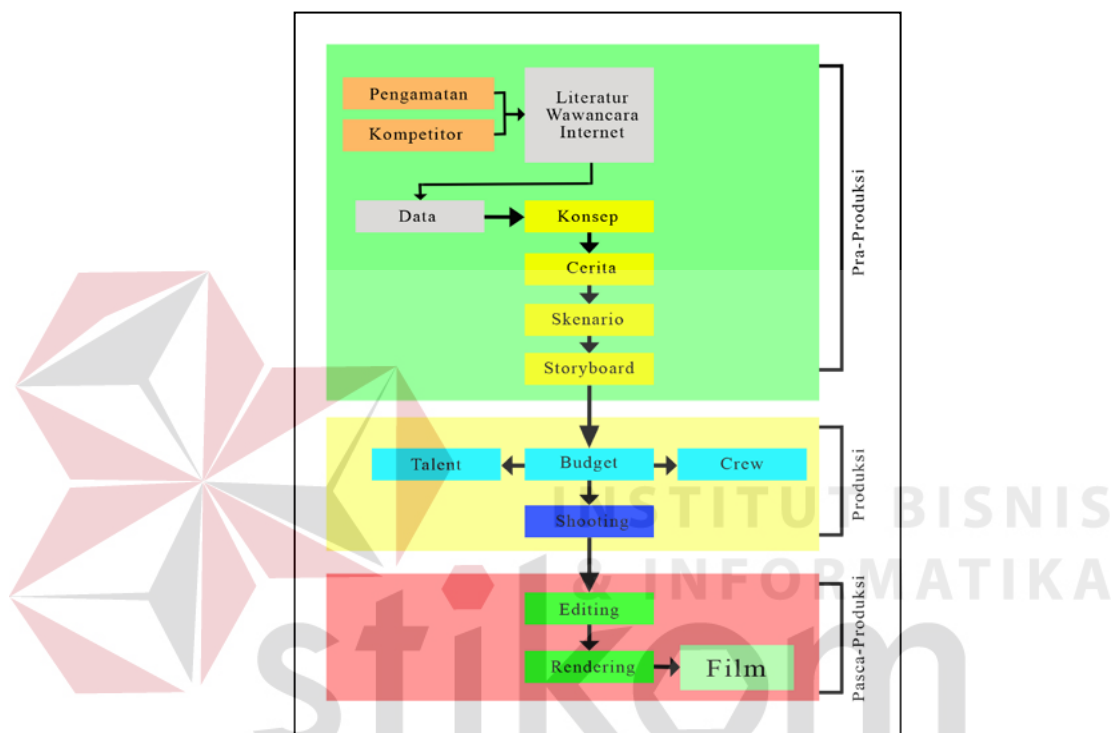 Pengamatan
Kompetitor
Literatur
Wawancara
Internet
Data
Konsep
Cerita
Skenario
Storyboard
Pra-Produksi
Talent
Budget
Crew
Shooting
Produksi
Editing
Rendering
Film
Pasca-Produksi
INSTITUT BISNIS
& INFORMATIKA
stikom